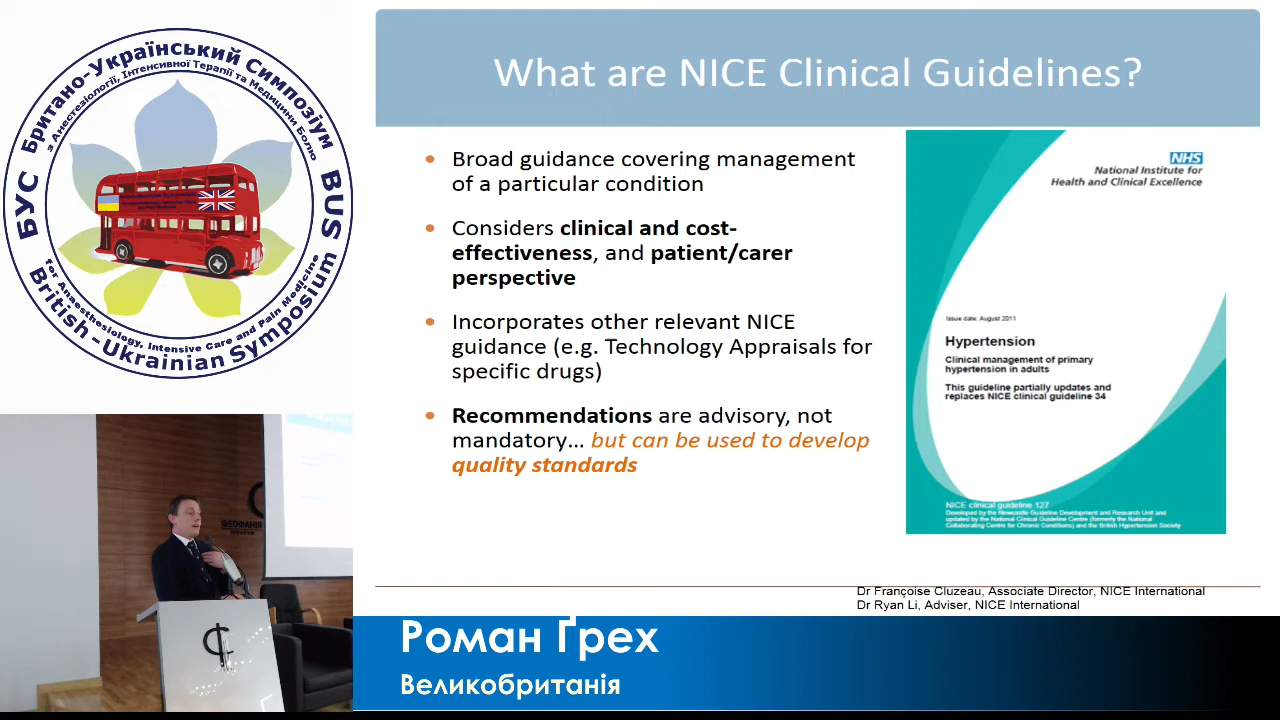 Британо-Український Симпозіум
з Анестезіології, Інтенсивної Терапії та Медицини Болю
БУС
BUS
for Anaesthesiology, Intensive Care and Pain Medicine
British -Ukrainian Symposium
What are NICE Clinical Guidelines?
• Broad guidance covering management
of a particular condition
• Considers clinical and cost-
effectiveness, and patient/carer
perspective
• Incorporates other relevant NICE
guidance (e.g. Technology Appraisals for
specific drugs)
• Recommendations are advisory, not
mandatory… but can be used to develop
quality standards
NHS
National Institute for
Health and Clinical Excellence
Issue date: August 2011
Hypertension
Clinical management of primary
hypertension in adults
This guideline partially updates and
replaces NICE clinical guideline 34
NICE clinical guideline 127
Developed by the Newcastle Guideline Development and Research Unit and
updated by the National Clinical Guideline Centre (formerly the National
Collaborating Centre for Chronic Conditions) and the British Hypertension Society
Dr Françoise Cluzeau, Associate Director, NICE International
Dr Ryan Li, Adviser, NICE International
ФЕОФАНІЯ
Роман Ґрех
Великобританія